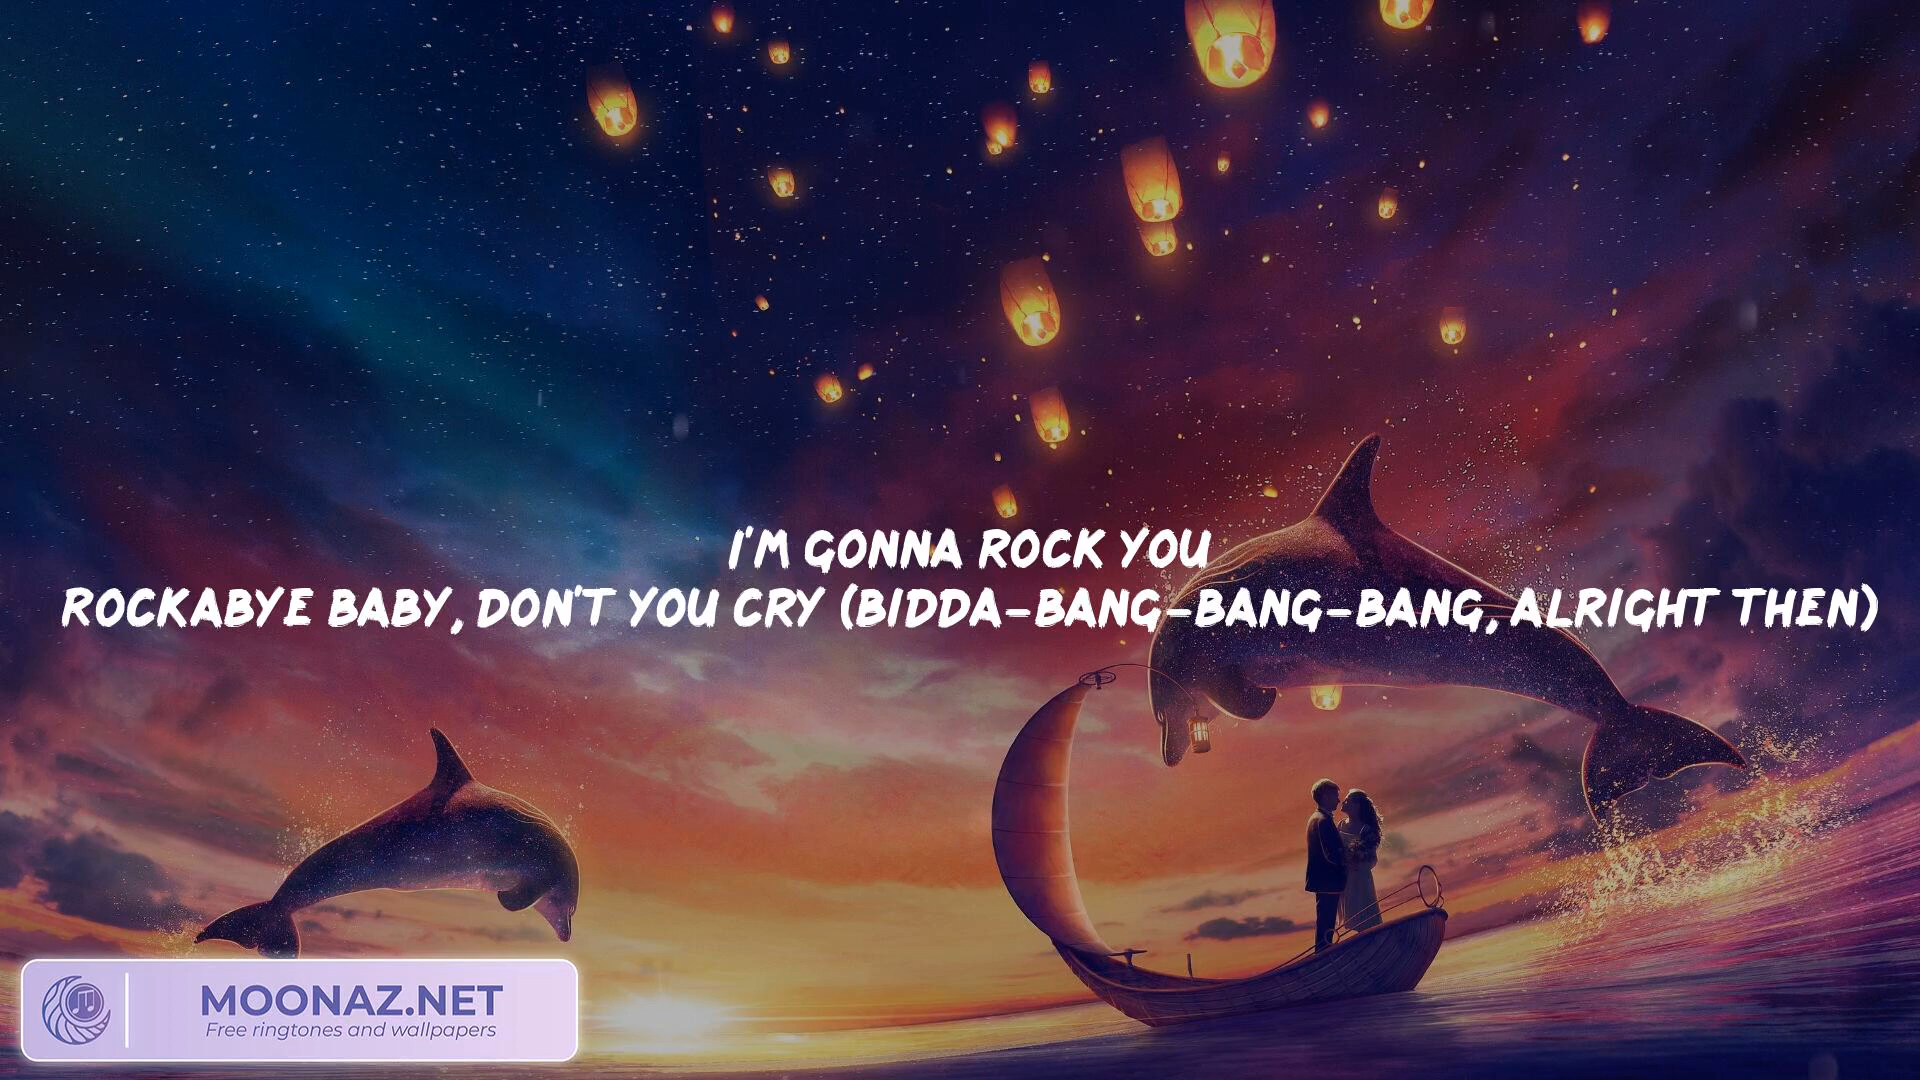 I'M GONNA ROCK YOU
ROCKABYE BABY, DON'T YOU CRY (BIDDA-BANG-BANG-BANG, ALRIGHT THEN)
MOONAZ.NET
Free ringtones and wallpapers